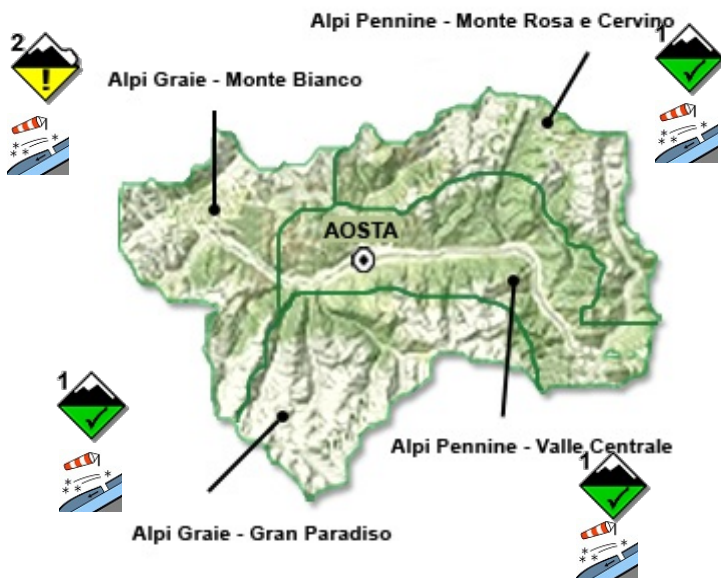 Alpi Pennine - Monte Rosa e Cervino
1
2
Alpi Graie - Monte Bianco
AOSTA
1
Alpi Pennine - Valle Centrale
1
Alpi Graie - Gran Paradiso